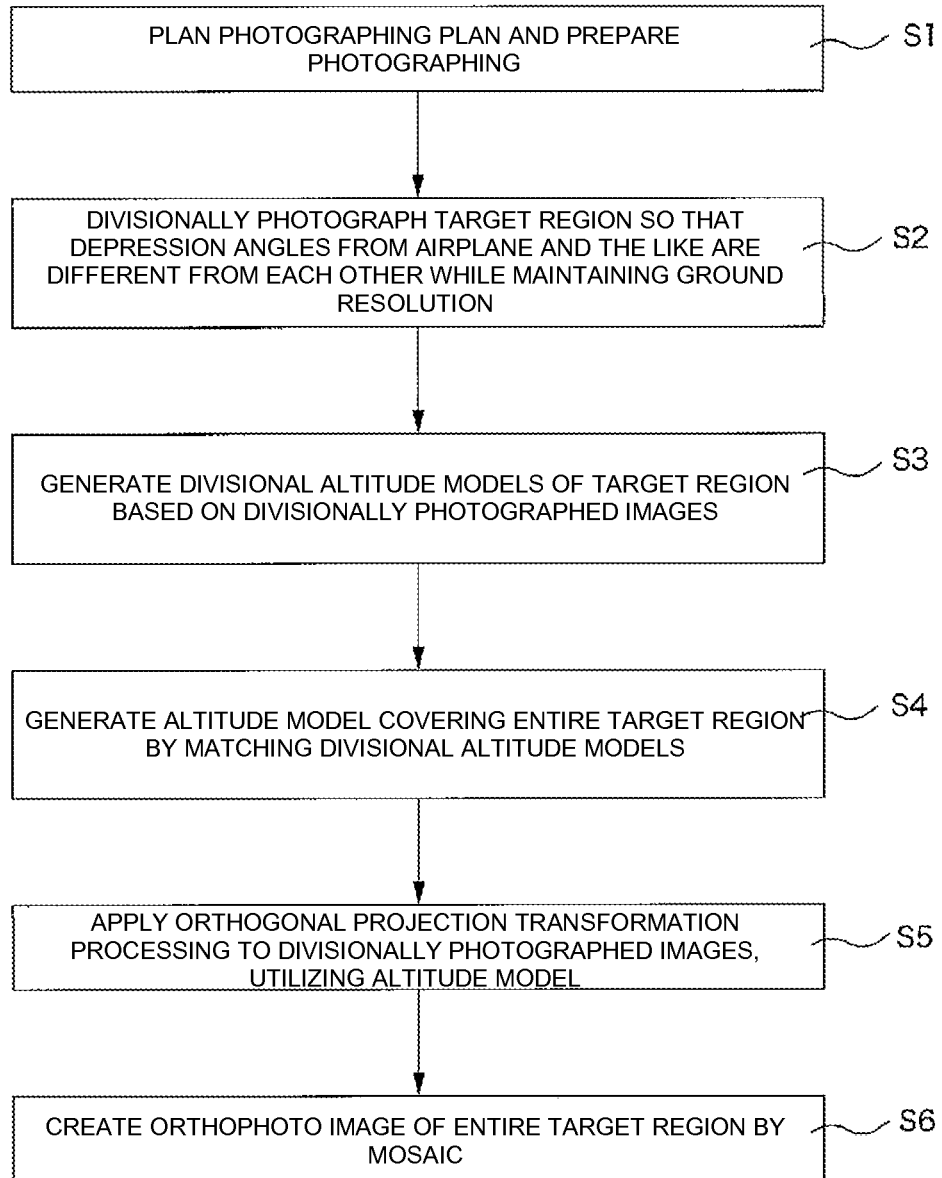 PLAN PHOTOGRAPHING PLAN AND PREPARE
PHOTOGRAPHING
S1
DIVISIONALLY PHOTOGRAPH TARGET REGION SO THAT
DEPRESSION ANGLES FROM AIRPLANE AND THE LIKE ARE
DIFFERENT FROM EACH OTHER WHILE MAINTAINING GROUND
RESOLUTION
S2
GENERATE DIVISIONAL ALTITUDE MODELS OF TARGET REGION
BASED ON DIVISIONALLY PHOTOGRAPHED IMAGES
S3
GENERATE ALTITUDE MODEL COVERING ENTIRE TARGET REGION
BY MATCHING DIVISIONAL ALTITUDE MODELS
S4
APPLY ORTHOGONAL PROJECTION TRANSFORMATION
PROCESSING TO DIVISIONALLY PHOTOGRAPHED IMAGES,
UTILIZING ALTITUDE MODEL
S5
CREATE ORTHOPHOTO IMAGE OF ENTIRE TARGET REGION BY
MOSAIC
S6